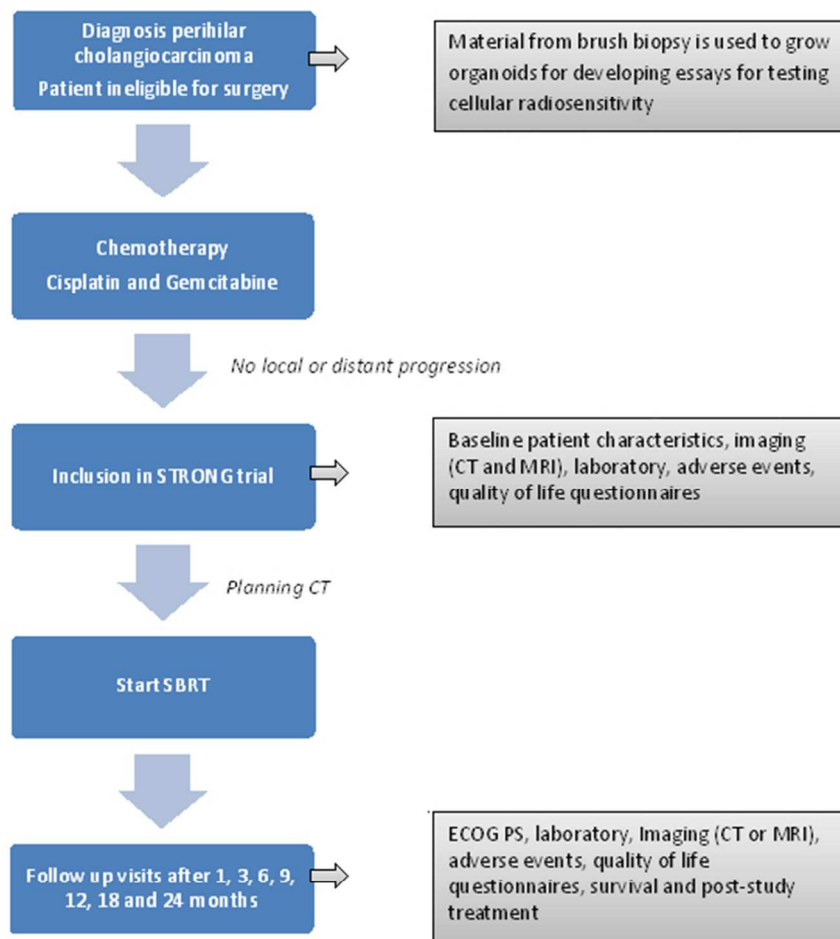 Diagnosis perihilar
cholangiocarcinoma
Patient ineligible for surgery
Material from brush biopsy is used to grow
organoids for developing essays for testing
cellular radiosensitivity
Chemotherapy
Cisplatin and Gemcitabine
No local or distant progression
Inclusion in STRONG trial
Baseline patient characteristics, imaging
(CT and MRI), laboratory, adverse events,
quality of life questionnaires
Planning CT
Start SBRT
Follow up visits after 1, 3, 6, 9,
12, 18 and 24 months
ECOG PS, laboratory, Imaging (CT or MRI),
adverse events, quality of life
questionnaires, survival and post-study
treatment